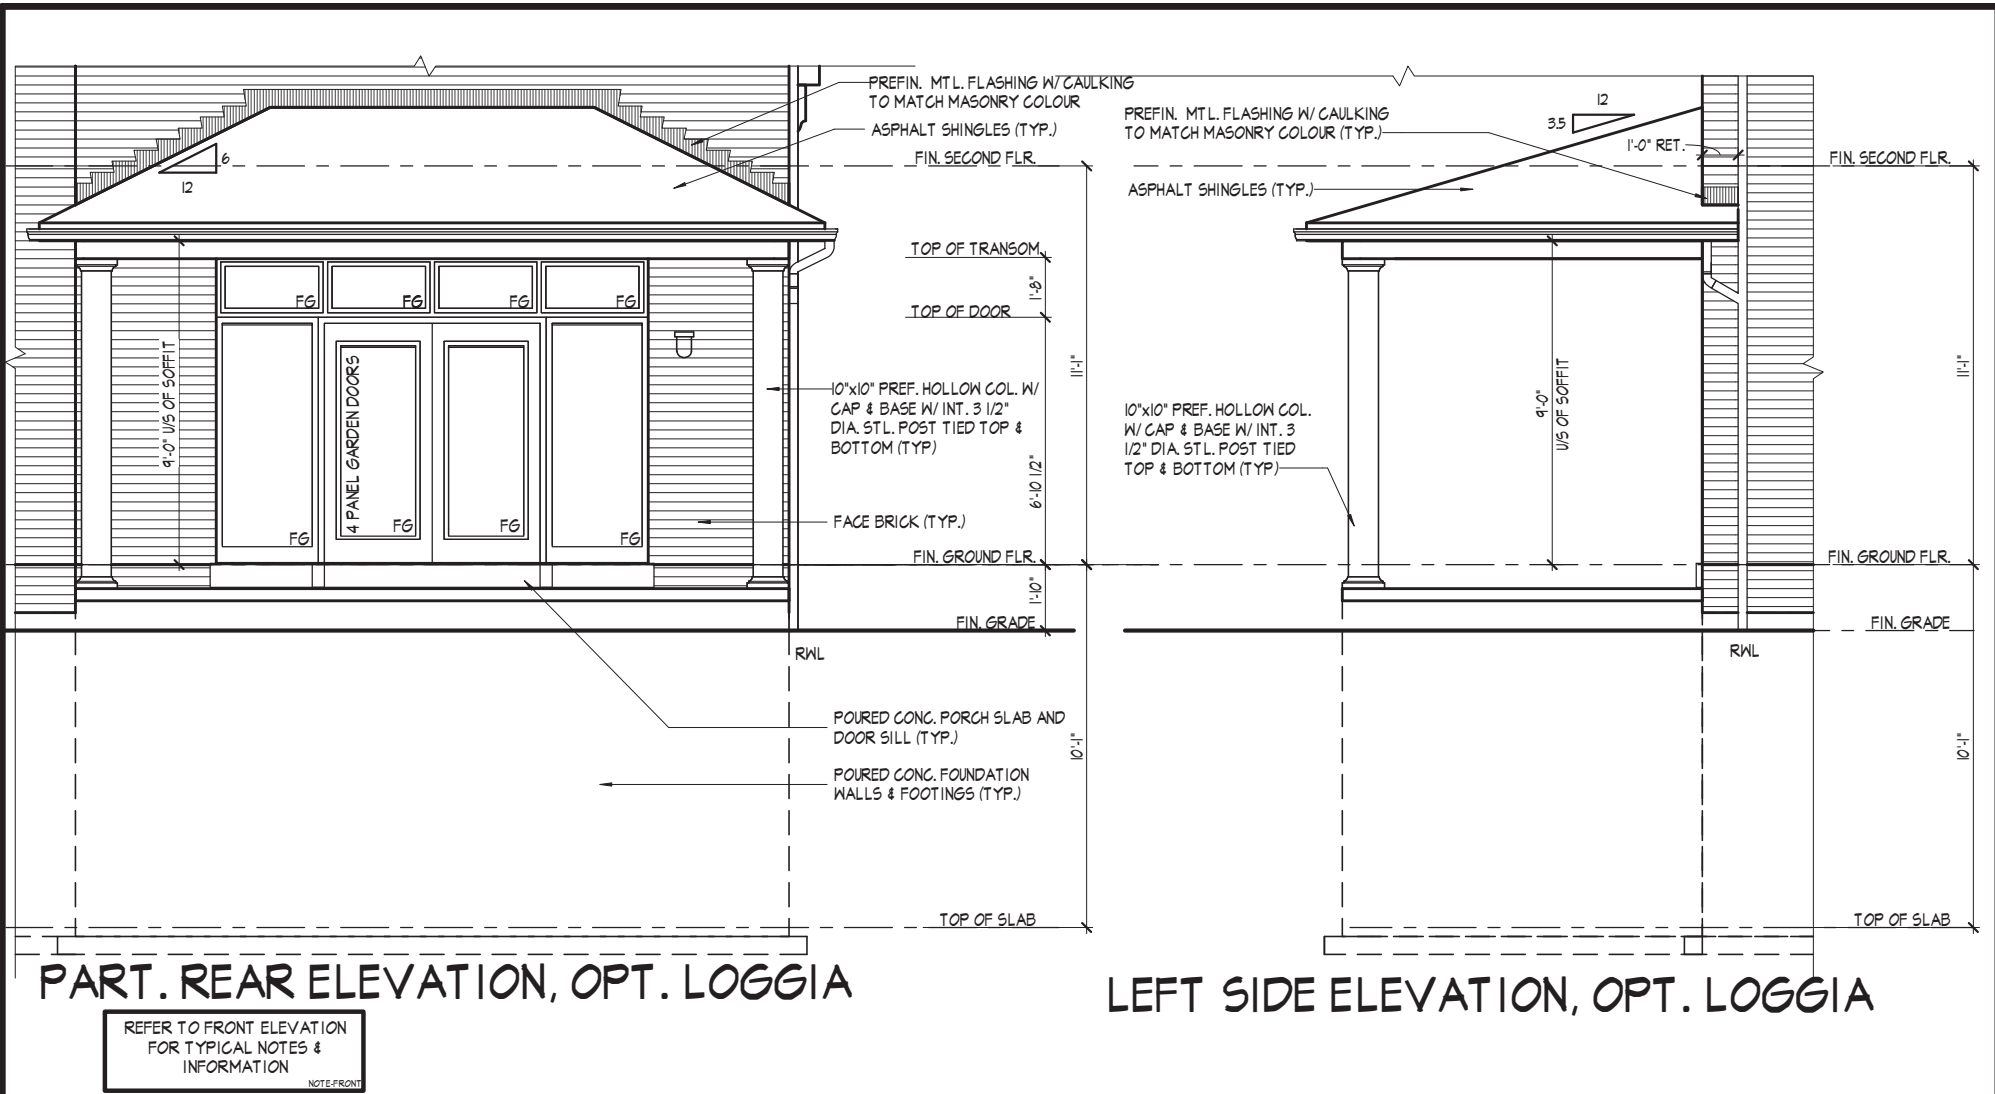 PREFIN. MTL. FLASHING W/ CAULKING
TO MATCH MASONRY COLOUR
ASPHALT SHINGLES (TYP.)
FIN. SECOND FLR.
6
12
TOP OF TRANSOM
1'-8"
TOP OF DOOR
FG
FG
FG
FG
9'-0" U/S OF SOFFIT
4 PANEL GARDEN DOORS
FG
FG
FG
FG
11'-1"
10"x10" PREF. HOLLOW COL. W/
CAP & BASE W/ INT. 3 1/2"
DIA. STL. POST TIED TOP &
BOTTOM (TYP)
6'-10 1/2"
FACE BRICK (TYP.)
FIN. GROUND FLR.
1'-10"
FIN. GRADE
RWL
POURED CONC. PORCH SLAB AND
DOOR SILL (TYP.)
10'-1"
POURED CONC. FOUNDATION
WALLS & FOOTINGS (TYP.)
TOP OF SLAB
PART. REAR ELEVATION, OPT. LOGGIA
REFER TO FRONT ELEVATION
FOR TYPICAL NOTES &
INFORMATION
NOTE-FRONT
PREFIN. MTL. FLASHING W/ CAULKING
TO MATCH MASONRY COLOUR (TYP.)
12
3.5
1'-0" RET.
FIN. SECOND FLR.
ASPHALT SHINGLES (TYP.)
11'-1"
9'-0"
U/S OF SOFFIT
10"x10" PREF. HOLLOW COL.
W/ CAP & BASE W/ INT. 3
1/2" DIA. STL. POST TIED
TOP & BOTTOM (TYP)
FIN. GROUND FLR.
FIN. GRADE
RWL
10'-1"
TOP OF SLAB
LEFT SIDE ELEVATION, OPT. LOGGIA